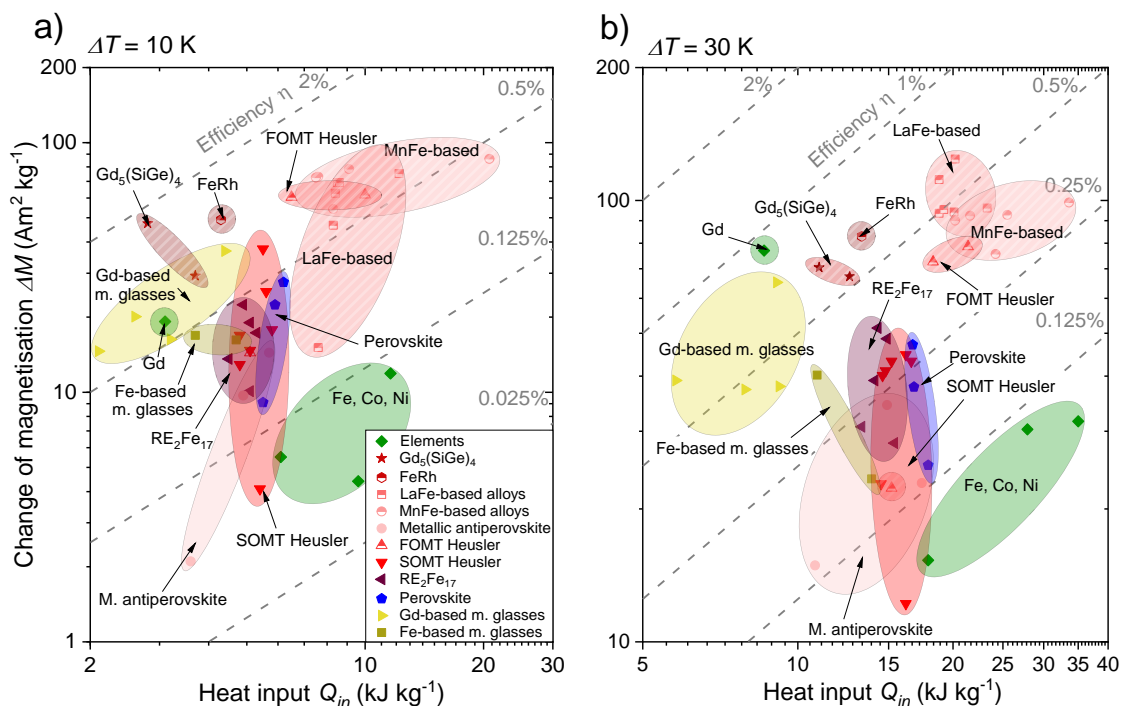 a)
ΔT = 10 K
Change of magnetisation ΔM (Am² kg⁻¹)
200
100
10
1
2
10
20
30
Heat input Qin (kJ kg⁻¹)
Efficiency η
2%
0.5%
0.125%
0.025%
FOMT Heusler
MnFe-based
Gd₅(SiGe)₄
FeRh
LaFe-based
Gd-based
m. glasses
Gd
Perovskite
Fe-based
m. glasses
Fe, Co, Ni
RE₂Fe₁₇
SOMT Heusler
M. antiperovskite
Elements
Gd₅(SiGe)₄
FeRh
LaFe-based alloys
MnFe-based alloys
Metallic antiperovskite
FOMT Heusler
SOMT Heusler
RE₂Fe₁₇
Perovskite
Gd-based m. glasses
Fe-based m. glasses
b)
ΔT = 30 K
200
100
10
5
10
15
20
25
30
35
40
Heat input Qin (kJ kg⁻¹)
2%
Efficiency η
1%
0.5%
0.25%
0.125%
LaFe-based
MnFe-based
FeRh
Gd₅(SiGe)₄
Gd
FOMT Heusler
RE₂Fe₁₇
Gd-based m. glasses
Perovskite
SOMT Heusler
Fe-based m. glasses
Fe, Co, Ni
M. antiperovskite